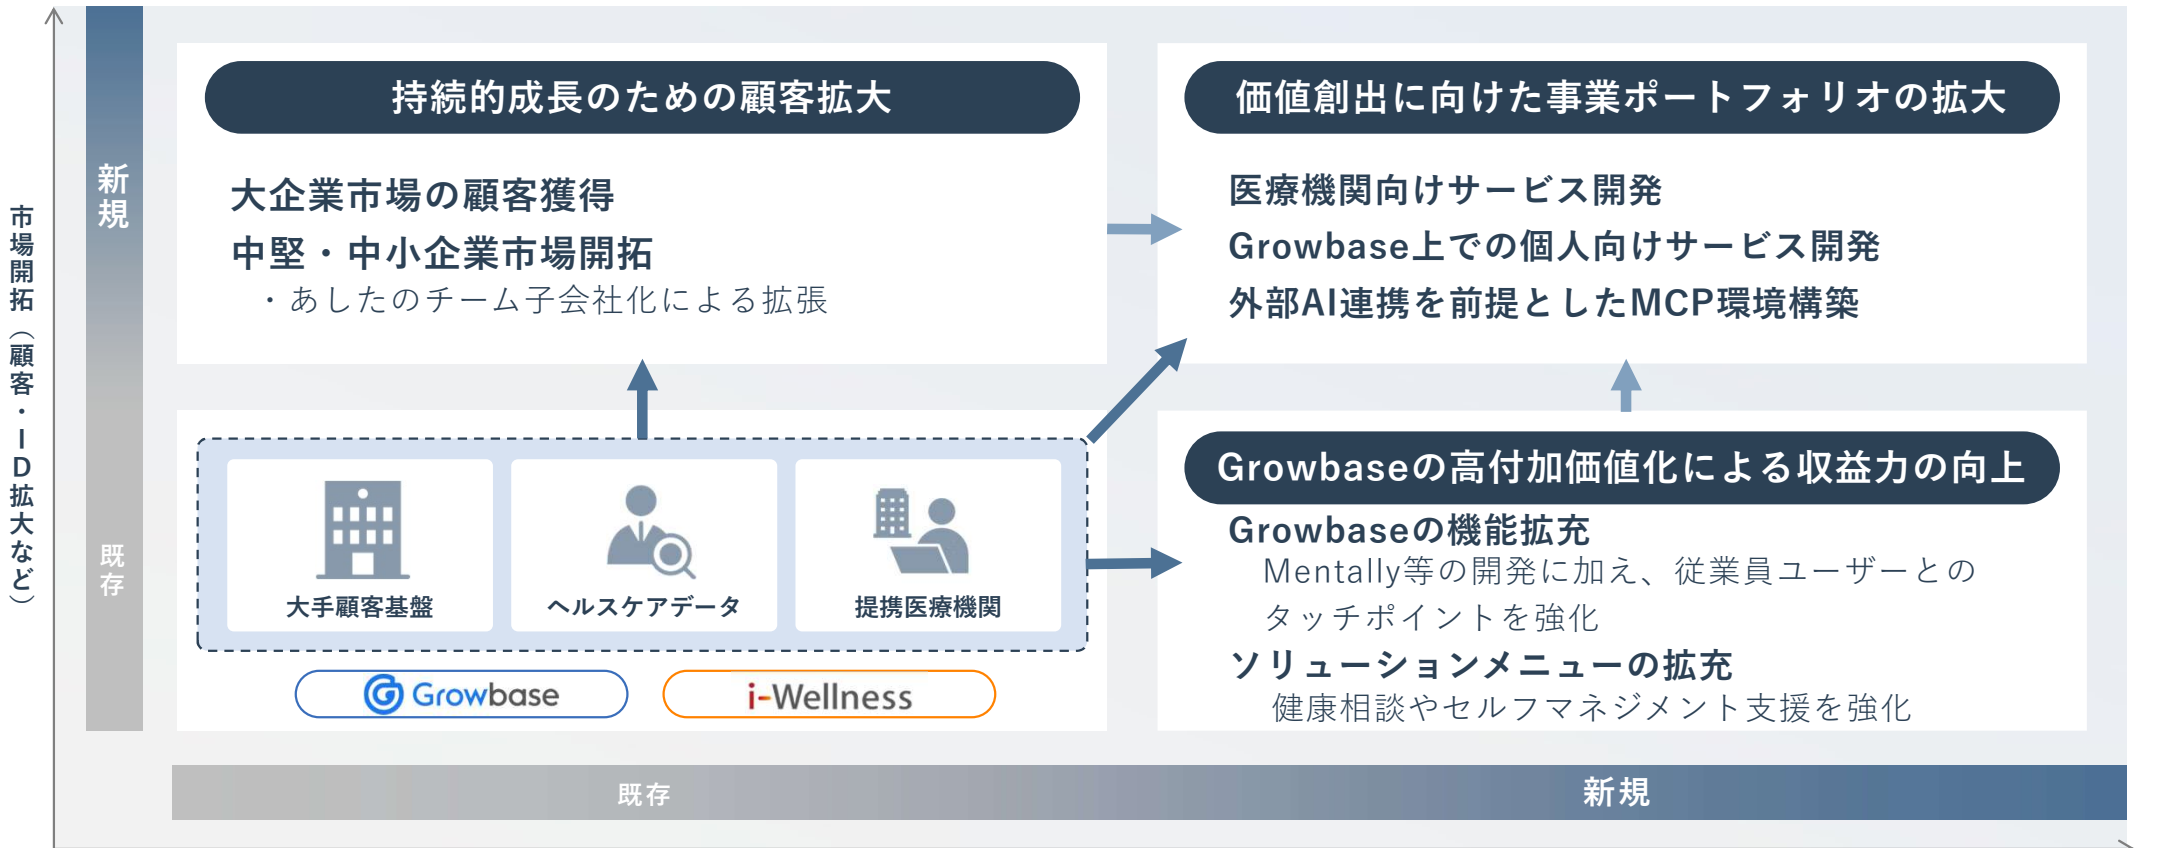 市場開拓（顧客・ID拡大など）
新規
既存
持続的成長のための顧客拡大
大企業市場の顧客獲得
中堅・中小企業市場開拓
・あしたのチーム子会社化による拡張
価値創出に向けた事業ポートフォリオの拡大
医療機関向けサービス開発
Growbase上での個人向けサービス開発
外部AI連携を前提としたMCP環境構築
大手顧客基盤
ヘルスケアデータ
提携医療機関
Growbase
i-Wellness
Growbaseの高付加価値化による収益力の向上
Growbaseの機能拡充
Mentally等の開発に加え、従業員ユーザーとの
タッチポイントを強化
ソリューションメニューの拡充
健康相談やセルフマネジメント支援を強化
既存
新規